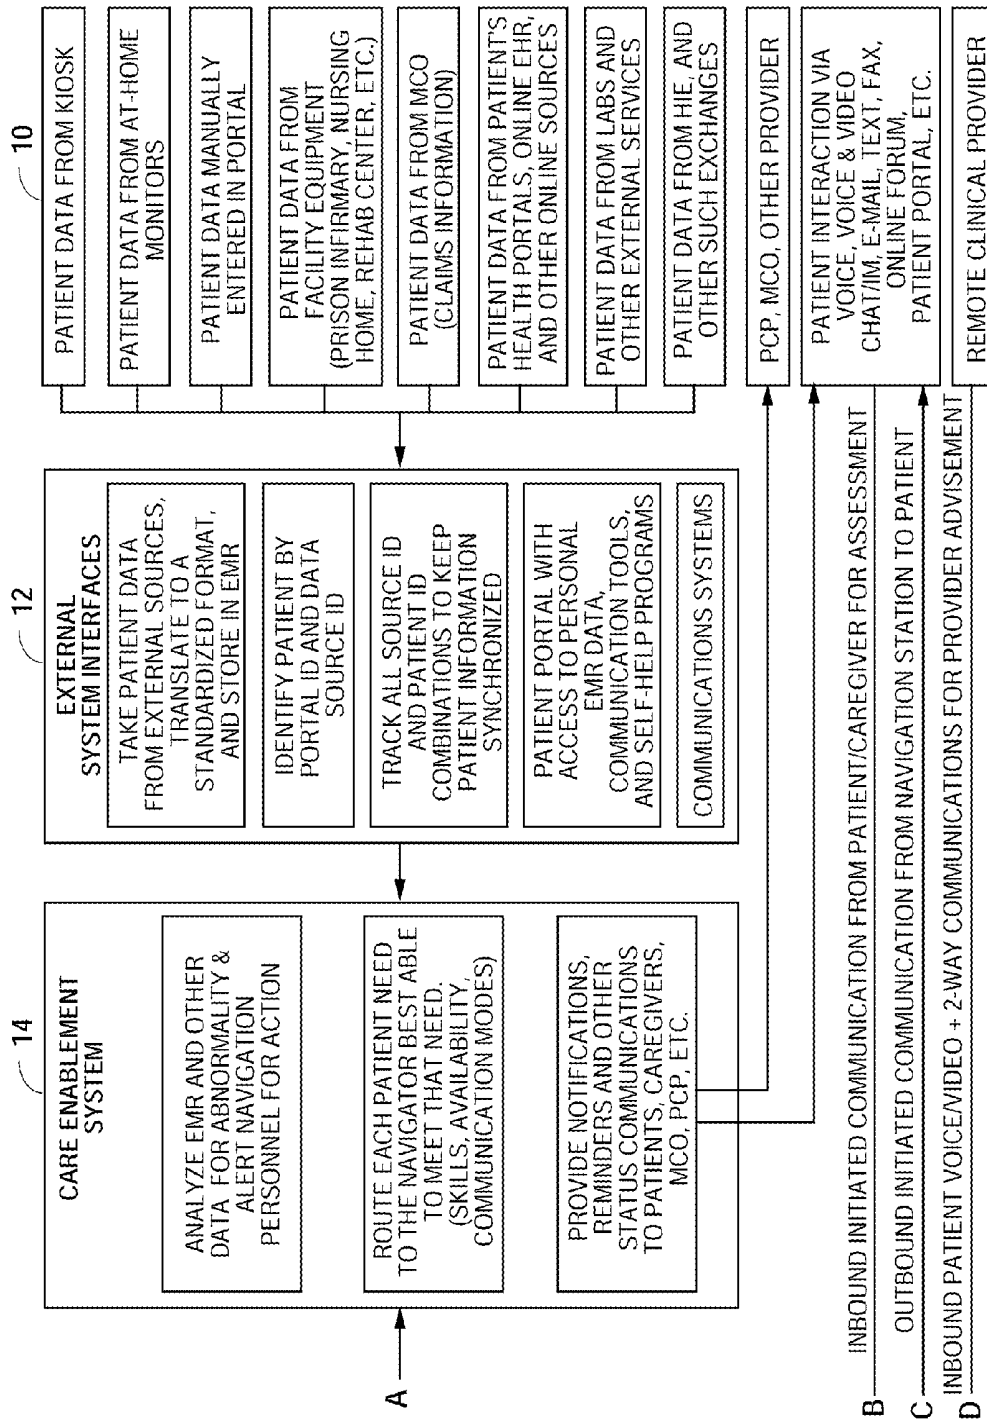 10
PATIENT DATA FROM KIOSK
PATIENT DATA FROM AT-HOME
MONITORS
PATIENT DATA MANUALLY
ENTERED IN PORTAL
PATIENT DATA FROM
FACILITY EQUIPMENT
(PRISON INFIRMARY, NURSING
HOME, REHAB CENTER, ETC.)
PATIENT DATA FROM MCO
(CLAIMS INFORMATION)
PATIENT DATA FROM PATIENT'S
HEALTH PORTALS, ONLINE EHR,
AND OTHER ONLINE SOURCES
PATIENT DATA FROM LABS AND
OTHER EXTERNAL SERVICES
PATIENT DATA FROM HIE, AND
OTHER SUCH EXCHANGES
PCP, MCO, OTHER PROVIDER
PATIENT INTERACTION VIA
VOICE, VOICE & VIDEO
CHAT/IM, E-MAIL, TEXT, FAX,
ONLINE FORUM,
PATIENT PORTAL, ETC.
REMOTE CLINICAL PROVIDER
12
EXTERNAL
SYSTEM INTERFACES
TAKE PATIENT DATA
FROM EXTERNAL SOURCES,
TRANSLATE TO A
STANDARDIZED FORMAT,
AND STORE IN EMR
IDENTIFY PATIENT BY
PORTAL ID AND DATA
SOURCE ID
TRACK ALL SOURCE ID
AND PATIENT ID
COMBINATIONS TO KEEP
PATIENT INFORMATION
SYNCHRONIZED
PATIENT PORTAL WITH
ACCESS TO PERSONAL
EMR DATA,
COMMUNICATION TOOLS,
AND SELF-HELP PROGRAMS
COMMUNICATIONS SYSTEMS
14
CARE ENABLEMENT
SYSTEM
ANALYZE EMR AND OTHER
DATA FOR ABNORMALITY &
ALERT NAVIGATION
PERSONNEL FOR ACTION
ROUTE EACH PATIENT NEED
TO THE NAVIGATOR BEST ABLE
TO MEET THAT NEED.
(SKILLS, AVAILABILITY,
COMMUNICATION MODES)
PROVIDE NOTIFICATIONS,
REMINDERS AND OTHER
STATUS COMMUNICATIONS
TO PATIENTS, CAREGIVERS,
MCO, PCP, ETC.
A
INBOUND INITIATED COMMUNICATION FROM PATIENT/CAREGIVER FOR ASSESSMENT
B
OUTBOUND INITIATED COMMUNICATION FROM NAVIGATION STATION TO PATIENT
C
INBOUND PATIENT VOICE/VIDEO + 2-WAY COMMUNICATIONS FOR PROVIDER ADVISEMENT
D